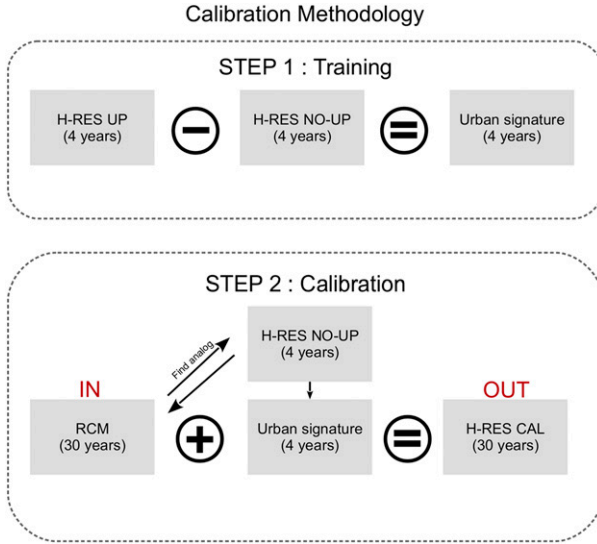 Calibration Methodology
STEP 1 : Training
H-RES UP
(4 years)
H-RES NO-UP
(4 years)
Urban signature
(4 years)
STEP 2 : Calibration
H-RES NO-UP
(4 years)
Find analog
IN
OUT
RCM
(30 years)
Urban signature
(4 years)
H-RES CAL
(30 years)